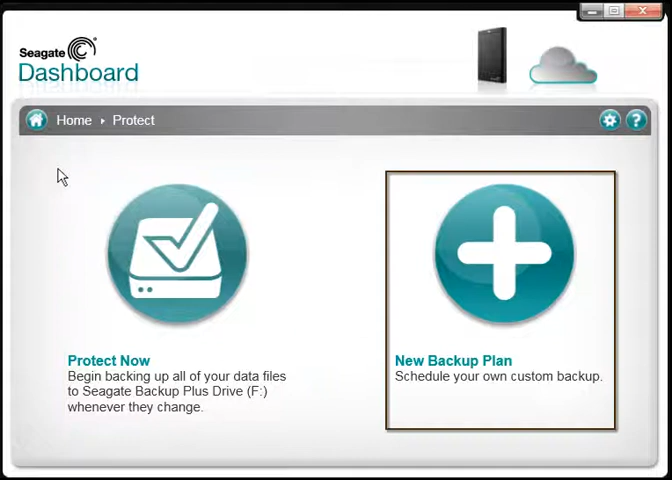 Seagate
Dashboard
Home ▸ Protect
?
Protect Now
Begin backing up all of your data files
to Seagate Backup Plus Drive (F:)
whenever they change.
New Backup Plan
Schedule your own custom backup.